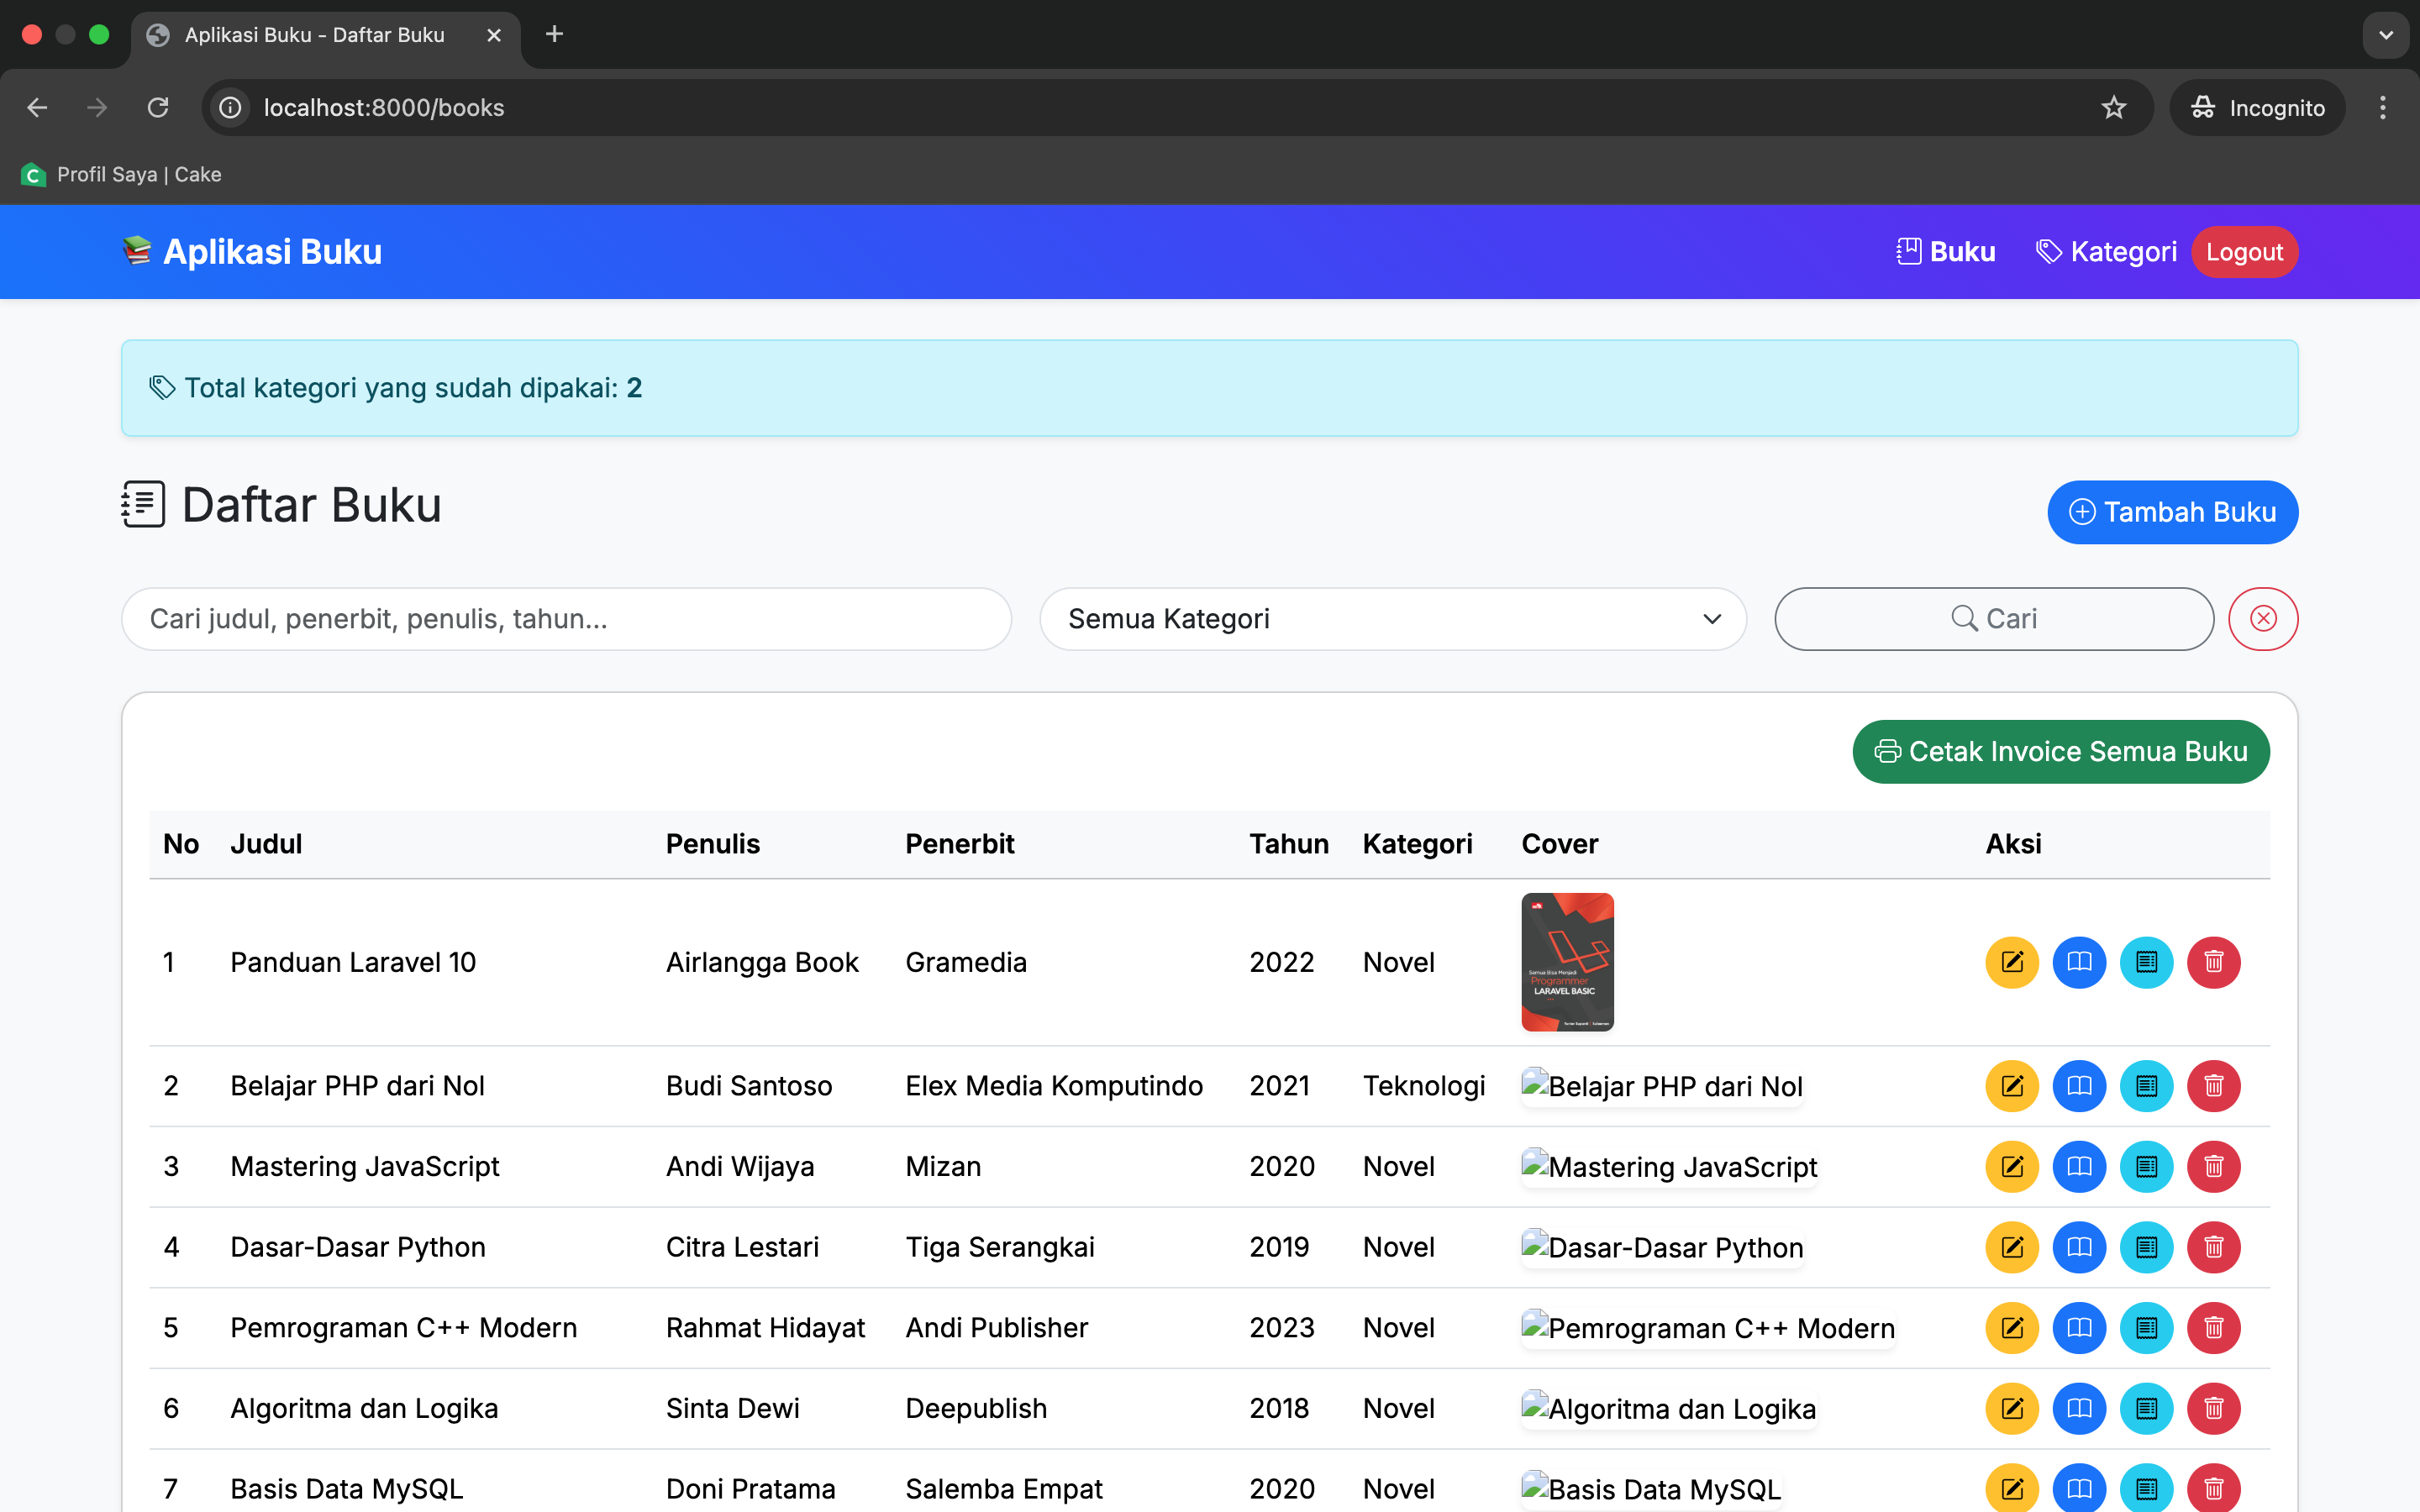 Aplikasi Buku - Daftar Buku
localhost:8000/books
Incognito
Profil Saya | Cake
Aplikasi Buku
Buku
Kategori
Logout
Total kategori yang sudah dipakai: 2
Daftar Buku
Tambah Buku
Cari judul, penerbit, penulis, tahun...
Semua Kategori
Cari
Cetak Invoice Semua Buku
No Judul Penulis Penerbit Tahun Kategori Cover Aksi
Semua Bisa Menjadi
Programmer
LARAVEL BASIC
1 Panduan Laravel 10 Airlangga Book Gramedia 2022 Novel
2 Belajar PHP dari Nol Budi Santoso Elex Media Komputindo 2021 Teknologi Belajar PHP dari Nol
3 Mastering JavaScript Andi Wijaya Mizan 2020 Novel Mastering JavaScript
4 Dasar-Dasar Python Citra Lestari Tiga Serangkai 2019 Novel Dasar-Dasar Python
5 Pemrograman C++ Modern Rahmat Hidayat Andi Publisher 2023 Novel Pemrograman C++ Modern
6 Algoritma dan Logika Sinta Dewi Deepublish 2018 Novel Algoritma dan Logika
7 Basis Data MySQL Doni Pratama Salemba Empat 2020 Novel Basis Data MySQL